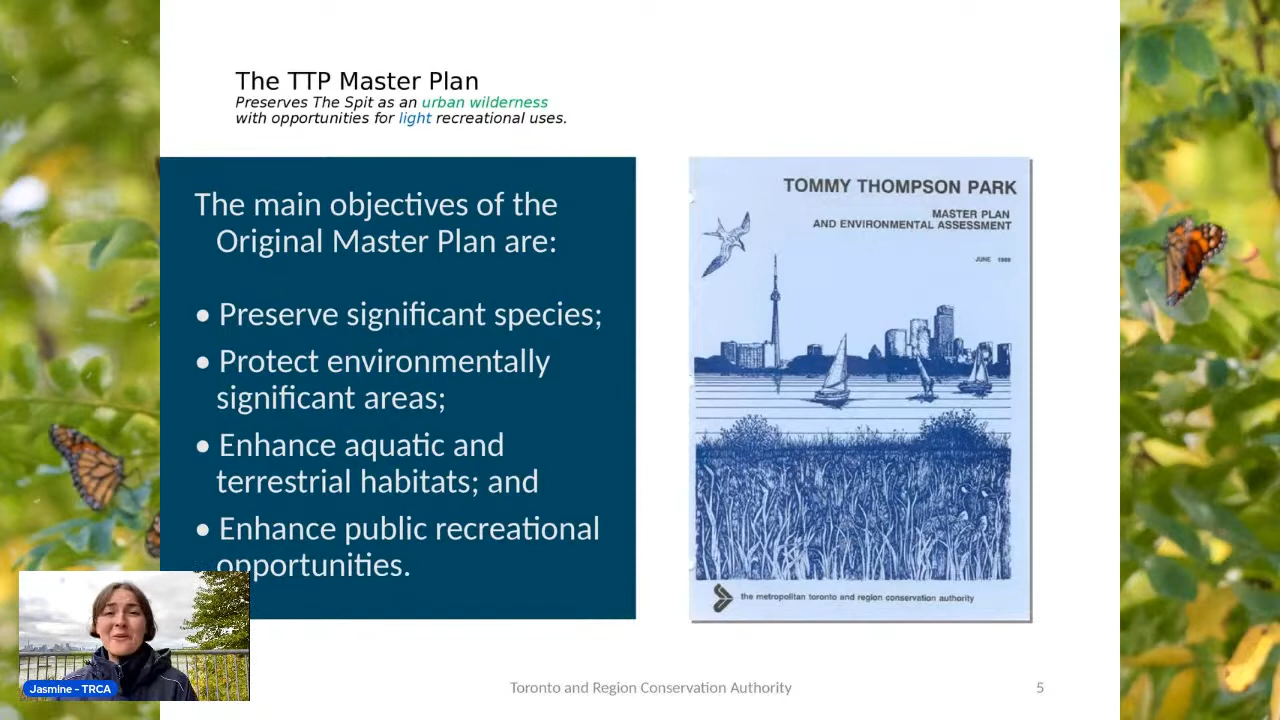 The TTP Master Plan
Preserves The Spit as an urban wilderness
with opportunities for light recreational uses.
The main objectives of the
Original Master Plan are:
• Preserve significant species;
• Protect environmentally
significant areas;
• Enhance aquatic and
terrestrial habitats; and
• Enhance public recreational
opportunities.
TOMMY THOMPSON PARK
MASTER PLAN
AND ENVIRONMENTAL ASSESSMENT
JUNE 1989
the metropolitan toronto and region conservation authority
Jasmine - TRCA
Toronto and Region Conservation Authority
5